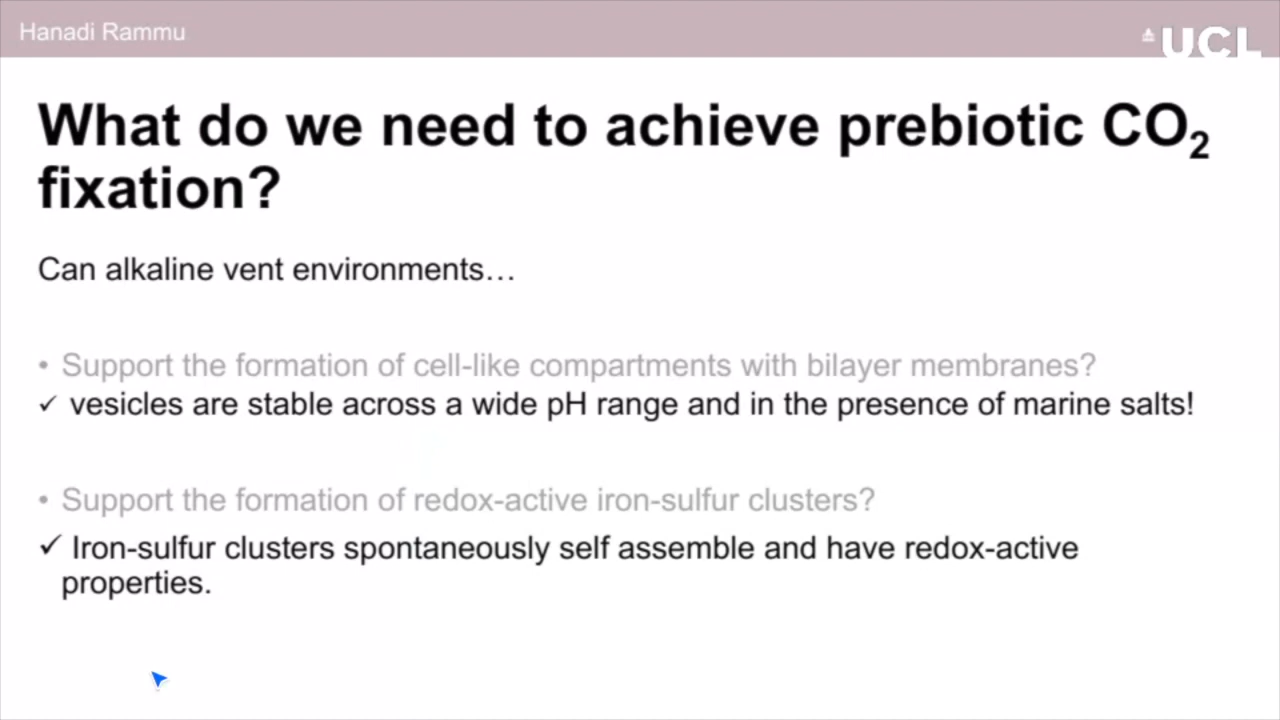 Hanadi Rammu
UCL
What do we need to achieve prebiotic CO₂
fixation?
Can alkaline vent environments…
• Support the formation of cell-like compartments with bilayer membranes?
✓ vesicles are stable across a wide pH range and in the presence of marine salts!
• Support the formation of redox-active iron-sulfur clusters?
✓ Iron-sulfur clusters spontaneously self assemble and have redox-active
properties.